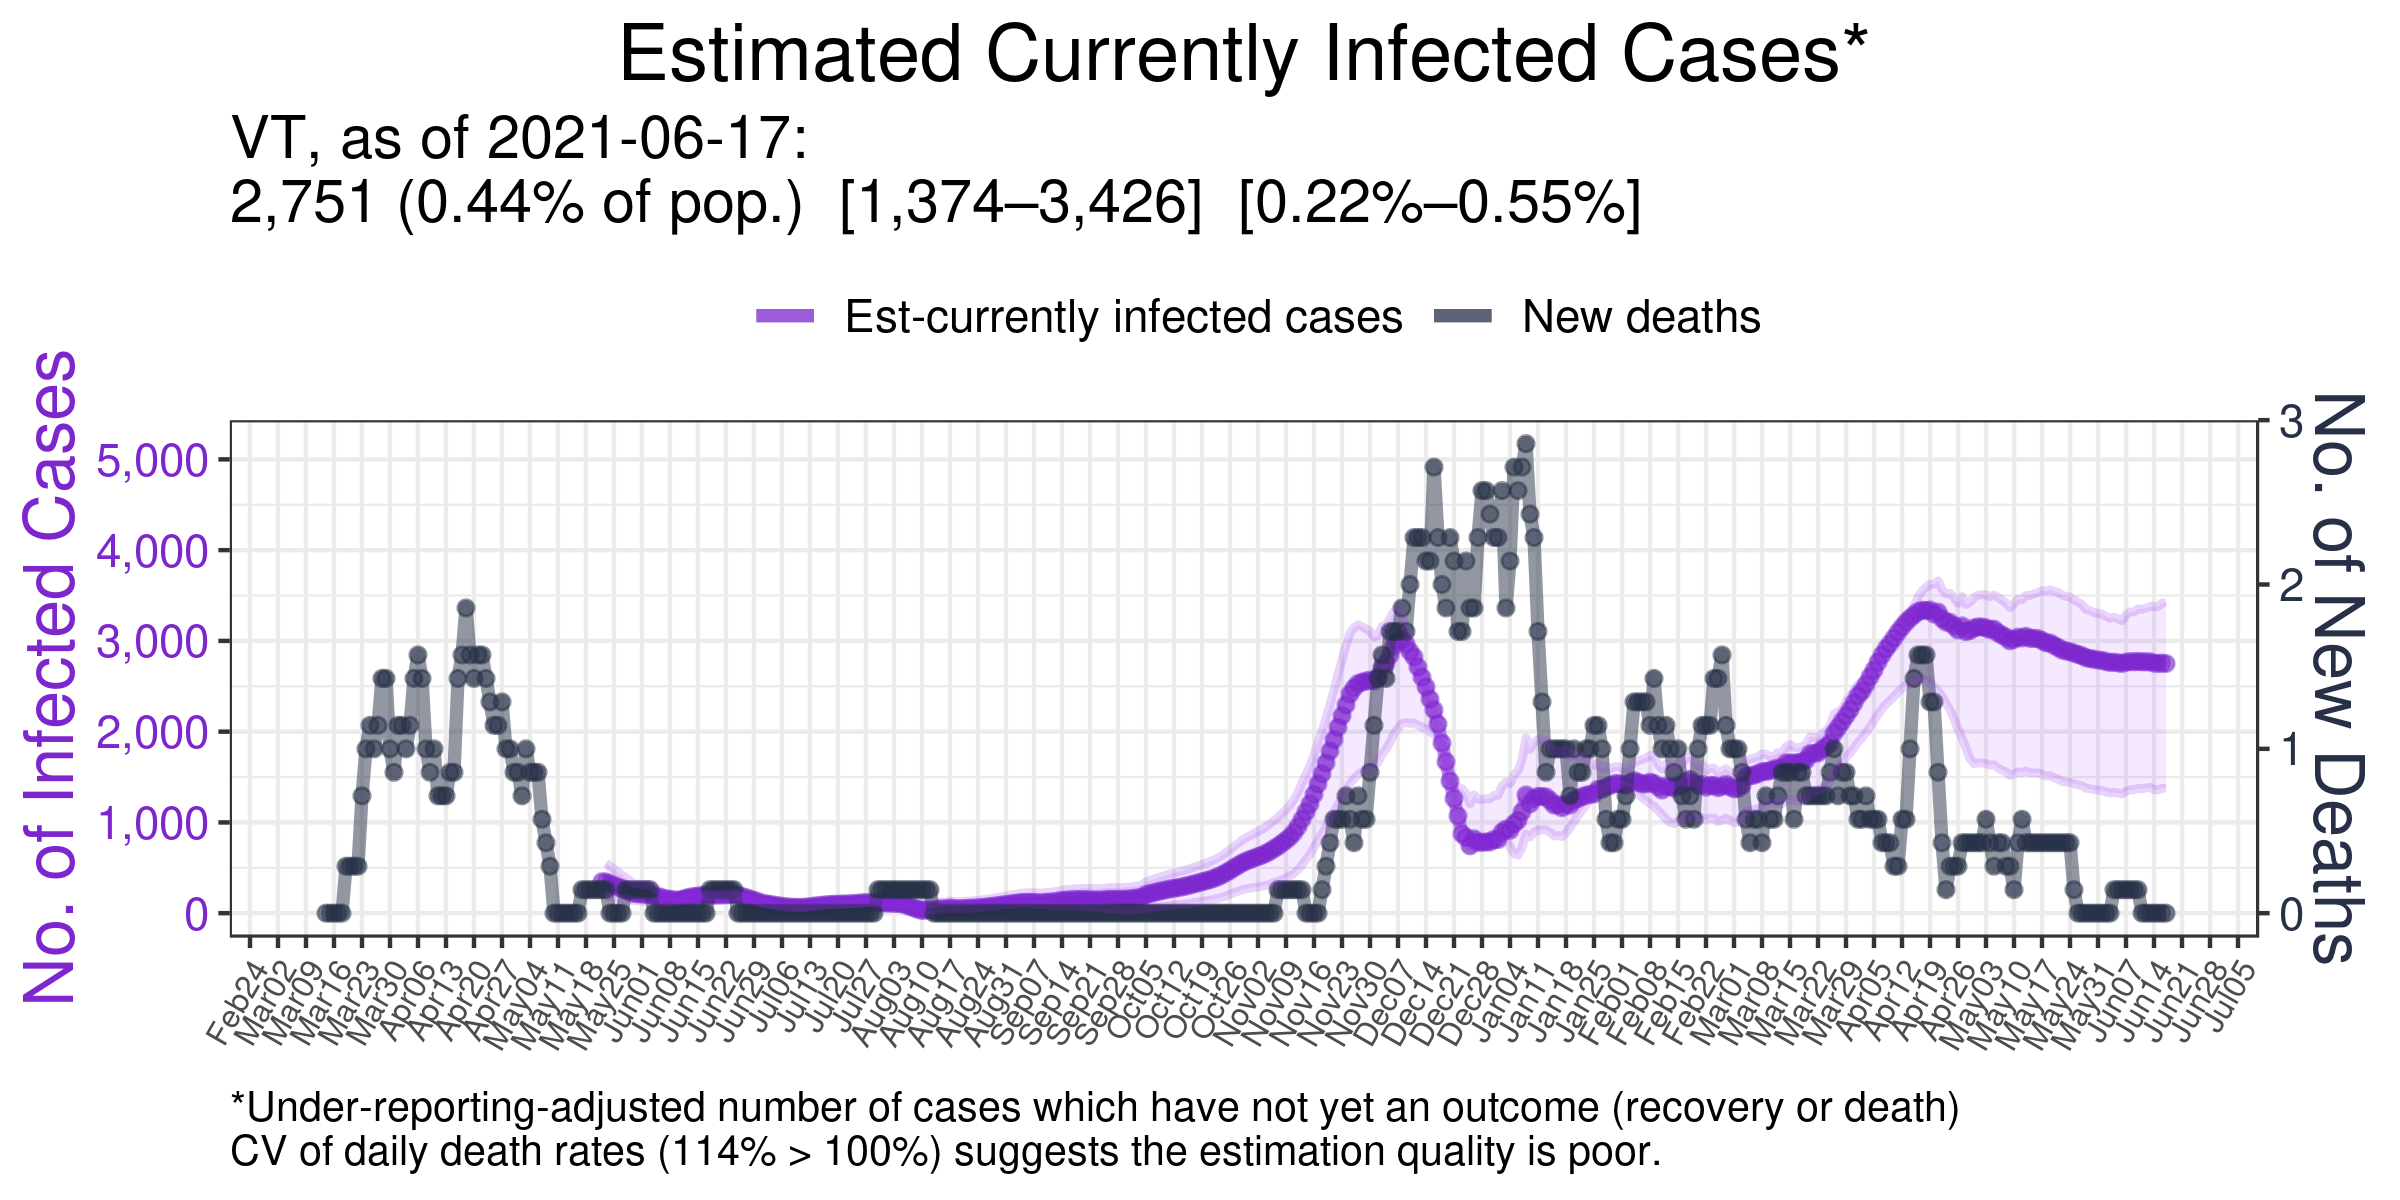 Estimated Currently Infected Cases*
VT, as of 2021-06-17:
2,751 (0.44% of pop.)  [1,374–3,426]  [0.22%–0.55%]
Est-currently infected cases
New deaths
No. of Infected Cases
5,000
4,000
3,000
2,000
1,000
0
3
2
1
0
No. of New Deaths
Feb24
Mar02
Mar09
Mar16
Mar23
Mar30
Apr06
Apr13
Apr20
Apr27
May04
May11
May18
May25
Jun01
Jun08
Jun15
Jun22
Jun29
Jul06
Jul13
Jul20
Jul27
Aug03
Aug10
Aug17
Aug24
Aug31
Sep07
Sep14
Sep21
Sep28
Oct05
Oct12
Oct19
Oct26
Nov02
Nov09
Nov16
Nov23
Nov30
Dec07
Dec14
Dec21
Dec28
Jan04
Jan11
Jan18
Jan25
Feb01
Feb08
Feb15
Feb22
Mar01
Mar08
Mar15
Mar22
Mar29
Apr05
Apr12
Apr19
Apr26
May03
May10
May17
May24
May31
Jun07
Jun14
Jun21
Jun28
Jul05
*Under-reporting-adjusted number of cases which have not yet an outcome (recovery or death)
CV of daily death rates (114% > 100%) suggests the estimation quality is poor.